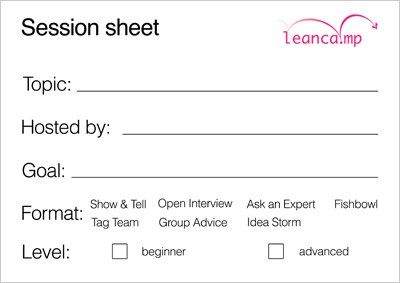 Session sheet
leanca.mp
Topic:
Hosted by:
Goal:
Format: Show & Tell Open Interview Ask an Expert Fishbowl
Tag Team Group Advice Idea Storm
Level: beginner advanced